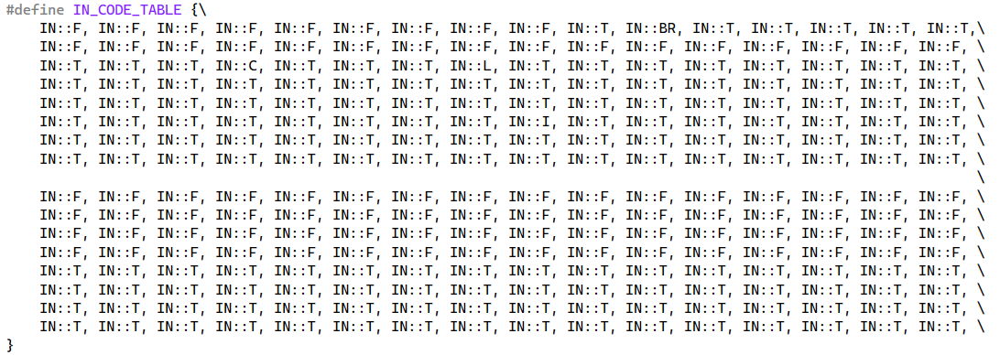 #define IN_CODE_TABLE {\
IN::F, IN::F, IN::F, IN::F, IN::F, IN::F, IN::F, IN::F, IN::F, IN::T, IN::BR, IN::T, IN::T, IN::T, IN::T, IN::T,\
IN::F, IN::F, IN::F, IN::F, IN::F, IN::F, IN::F, IN::F, IN::F, IN::F, IN::F, IN::F, IN::F, IN::F, IN::F, IN::F, \
IN::T, IN::T, IN::T, IN::C, IN::T, IN::T, IN::T, IN::L, IN::T, IN::T, IN::T, IN::T, IN::T, IN::T, IN::T, IN::T, \
IN::T, IN::T, IN::T, IN::T, IN::T, IN::T, IN::T, IN::T, IN::T, IN::T, IN::T, IN::T, IN::T, IN::T, IN::T, IN::T, \
IN::T, IN::T, IN::T, IN::T, IN::T, IN::T, IN::T, IN::T, IN::T, IN::T, IN::T, IN::T, IN::T, IN::T, IN::T, IN::T, \
IN::T, IN::T, IN::T, IN::T, IN::T, IN::T, IN::T, IN::T, IN::I, IN::T, IN::T, IN::T, IN::T, IN::T, IN::T, IN::T, \
IN::T, IN::T, IN::T, IN::T, IN::T, IN::T, IN::T, IN::T, IN::T, IN::T, IN::T, IN::T, IN::T, IN::T, IN::T, IN::T, \
IN::T, IN::T, IN::T, IN::T, IN::T, IN::T, IN::T, IN::T, IN::T, IN::T, IN::T, IN::T, IN::T, IN::T, IN::T, IN::T, \
\
IN::F, IN::F, IN::F, IN::F, IN::F, IN::F, IN::F, IN::F, IN::F, IN::F, IN::F, IN::F, IN::F, IN::F, IN::F, IN::F, \
IN::F, IN::F, IN::F, IN::F, IN::F, IN::F, IN::F, IN::F, IN::F, IN::F, IN::F, IN::F, IN::F, IN::F, IN::F, IN::F, \
IN::F, IN::F, IN::F, IN::F, IN::F, IN::F, IN::F, IN::F, IN::F, IN::F, IN::F, IN::F, IN::F, IN::F, IN::F, IN::F, \
IN::F, IN::F, IN::F, IN::F, IN::F, IN::F, IN::F, IN::F, IN::F, IN::F, IN::F, IN::F, IN::F, IN::F, IN::F, IN::F, \
IN::T, IN::T, IN::T, IN::T, IN::T, IN::T, IN::T, IN::T, IN::T, IN::T, IN::T, IN::T, IN::T, IN::T, IN::T, IN::T, \
IN::T, IN::T, IN::T, IN::T, IN::T, IN::T, IN::T, IN::T, IN::T, IN::T, IN::T, IN::T, IN::T, IN::T, IN::T, IN::T, \
IN::T, IN::T, IN::T, IN::T, IN::T, IN::T, IN::T, IN::T, IN::T, IN::T, IN::T, IN::T, IN::T, IN::T, IN::T, IN::T, \
IN::T, IN::T, IN::T, IN::T, IN::T, IN::T, IN::T, IN::T, IN::T, IN::T, IN::T, IN::T, IN::T, IN::T, IN::T, IN::T, \
}